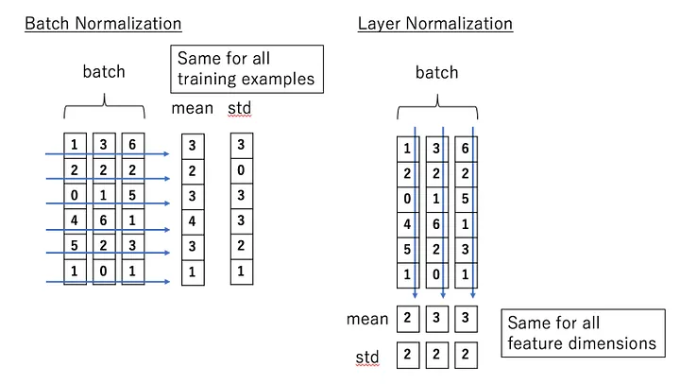 Batch Normalization
Same for all
training examples
batch
mean std
1 3 6 3 3
2 2 2 2 0
0 1 5 3 3
4 6 1 4 3
5 2 3 3 2
1 0 1 1 1
Layer Normalization
batch
1 3 6
2 2 2
0 1 5
4 6 1
5 2 3
1 0 1
mean 2 3 3
std 2 2 2
Same for all
feature dimensions